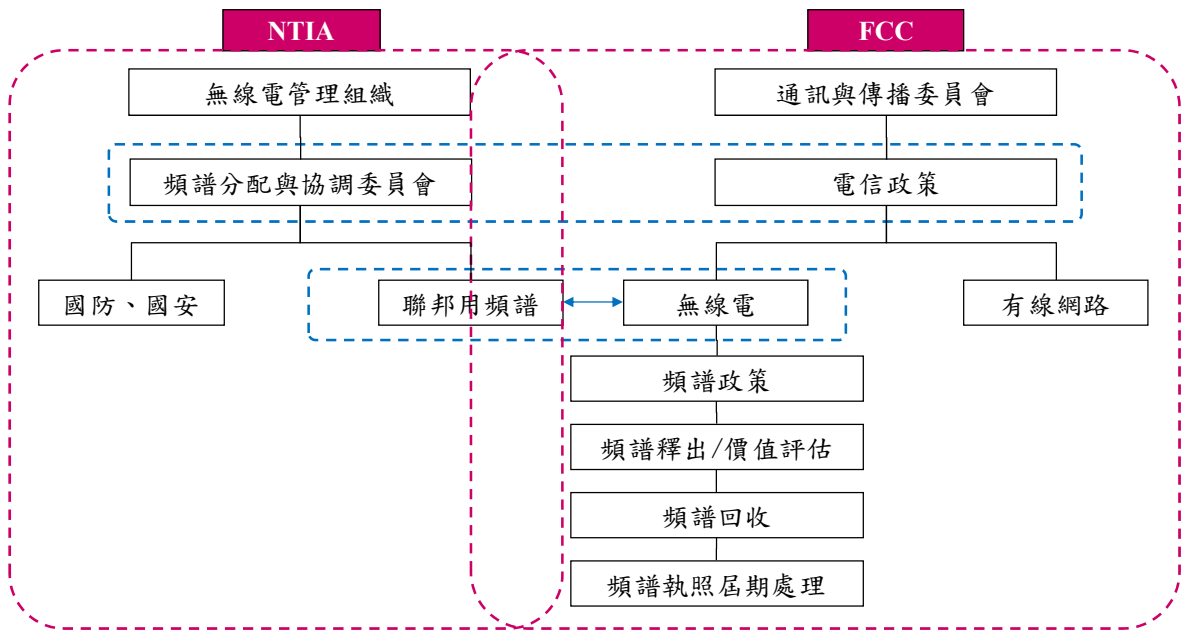 NTIA
FCC
無線電管理組織
通訊與傳播委員會
頻譜分配與協調委員會
電信政策
國防、國安
聯邦用頻譜
無線電
有線網路
頻譜政策
頻譜釋出/價值評估
頻譜回收
頻譜執照屆期處理